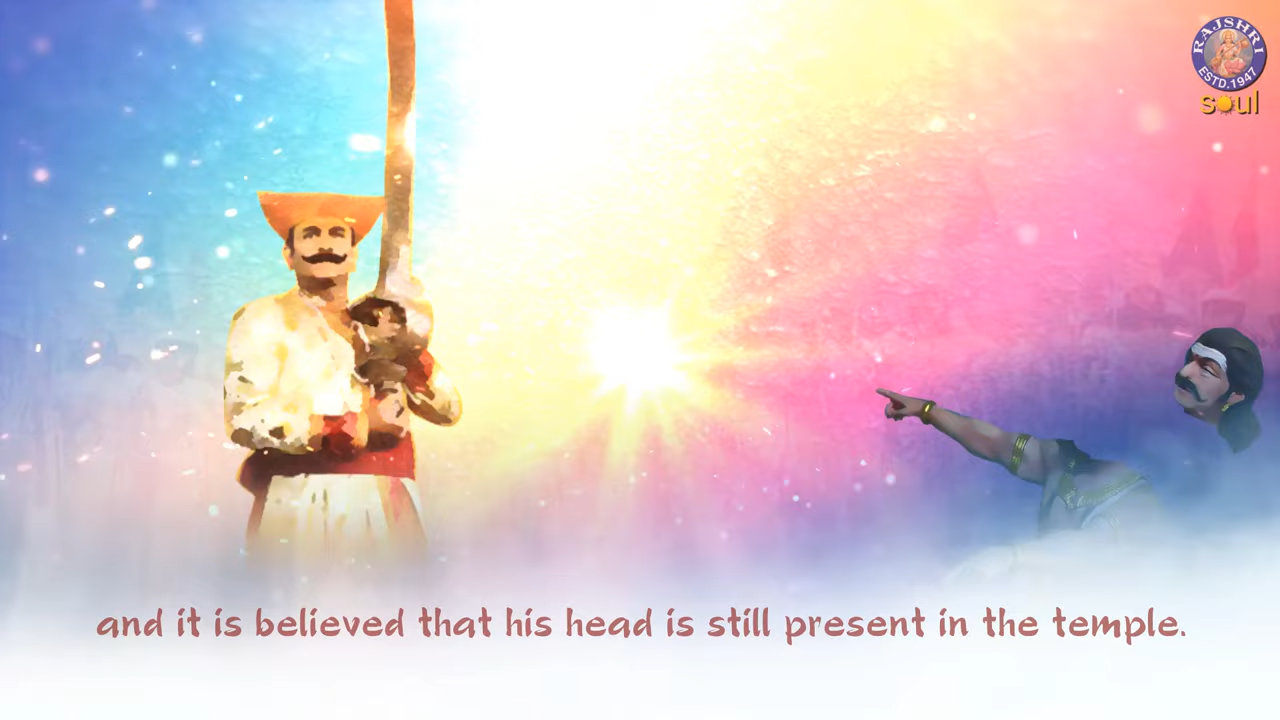 RAJSHRI
ESTD.1947
soul
and it is believed that his head is still present in the temple.